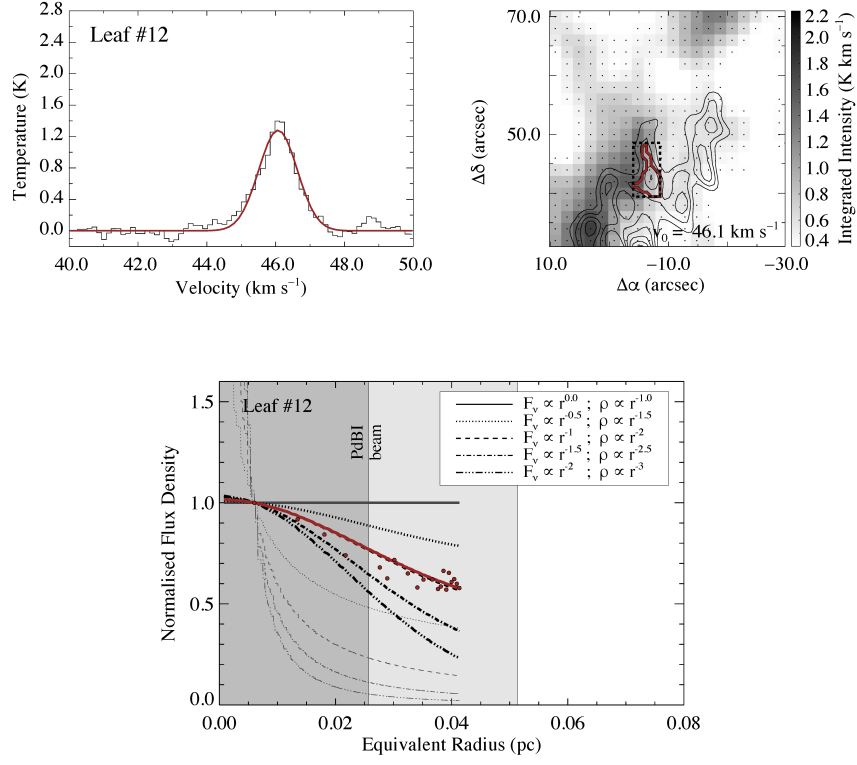 Leaf #12
Temperature (K)
2.8
2.4
2.0
1.6
1.2
0.8
0.4
0.0
40.0 42.0 44.0 46.0 48.0 50.0
Velocity (km s⁻¹)
Δδ (arcsec)
70.0
50.0
v₀ = 46.1 km s⁻¹
10.0 -10.0 -30.0
Δα (arcsec)
2.2
2.0
1.8
1.6
1.4
1.2
1.0
0.8
0.6
0.4
Integrated Intensity (K km s⁻¹)
Normalised Flux Density
1.5
1.0
0.5
0.0
Leaf #12
PdBI
beam
Fᵥ ∝ r^0.0 ; ρ ∝ r^-1.0
Fᵥ ∝ r^-0.5 ; ρ ∝ r^-1.5
Fᵥ ∝ r^-1 ; ρ ∝ r^-2
Fᵥ ∝ r^-1.5 ; ρ ∝ r^-2.5
Fᵥ ∝ r^-2 ; ρ ∝ r^-3
0.00 0.02 0.04 0.06 0.08
Equivalent Radius (pc)